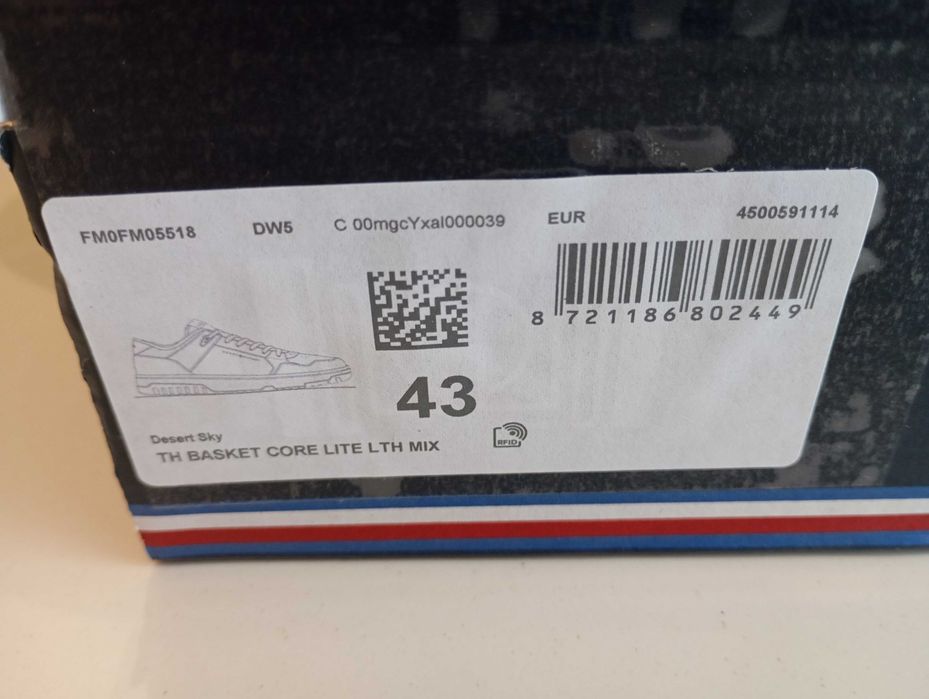 FM0FM05518 DW5 C 00mgcYxal000039 EUR 4500591114
8 721186 802449
43
RFID
Desert Sky
TH BASKET CORE LITE LTH MIX